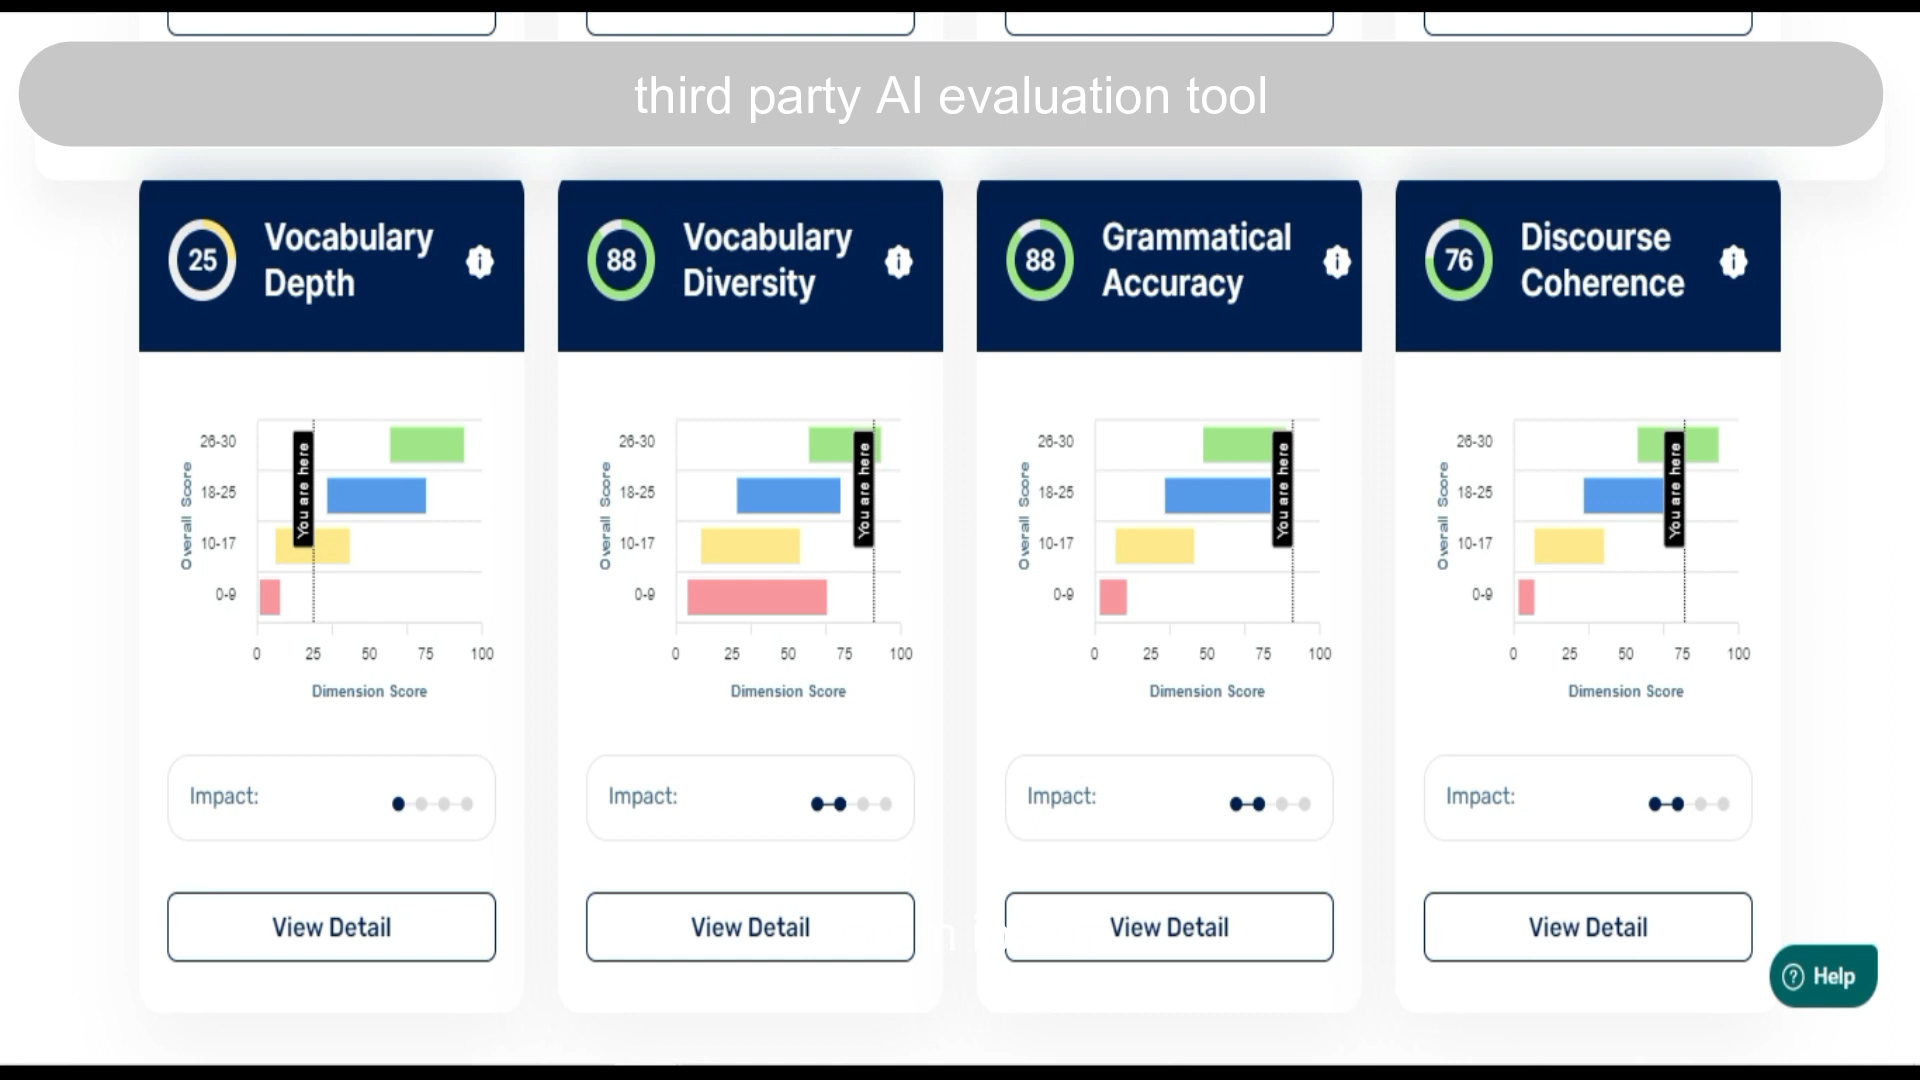 third party AI evaluation tool
25
Vocabulary
Depth
i
88
Vocabulary
Diversity
i
88
Grammatical
Accuracy
i
76
Discourse
Coherence
i
Overall Score
26-30
18-25
10-17
0-9
You are here
0 25 50 75 100
Dimension Score
Overall Score
26-30
18-25
10-17
0-9
You are here
0 25 50 75 100
Dimension Score
Overall Score
26-30
18-25
10-17
0-9
You are here
0 25 50 75 100
Dimension Score
Overall Score
26-30
18-25
10-17
0-9
You are here
0 25 50 75 100
Dimension Score
Impact:
Impact:
Impact:
Impact:
View Detail
View Detail
View Detail
View Detail
? Help